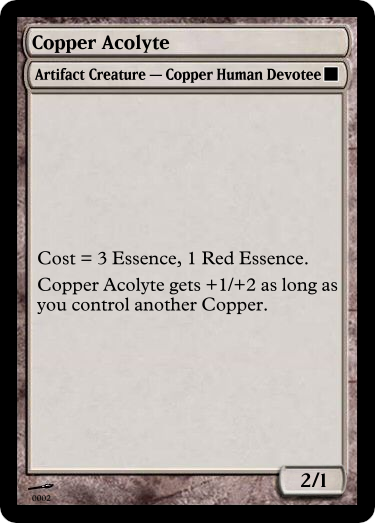 Copper Acolyte
Artifact Creature — Copper Human Devotee
Cost = 3 Essence, 1 Red Essence.
Copper Acolyte gets +1/+2 as long as
you control another Copper.
2/1
0002